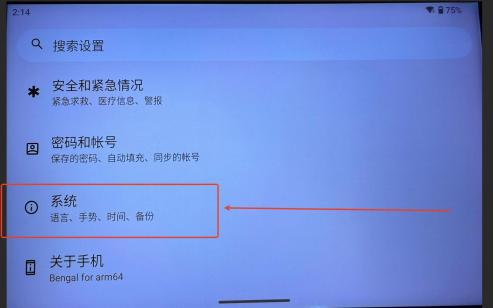 2:14
75%
搜索设置
安全和紧急情况
紧急求救、医疗信息、警报
密码和帐号
保存的密码、自动填充、同步的帐号
系统
语言、手势、时间、备份
关于手机
Bengal for arm64